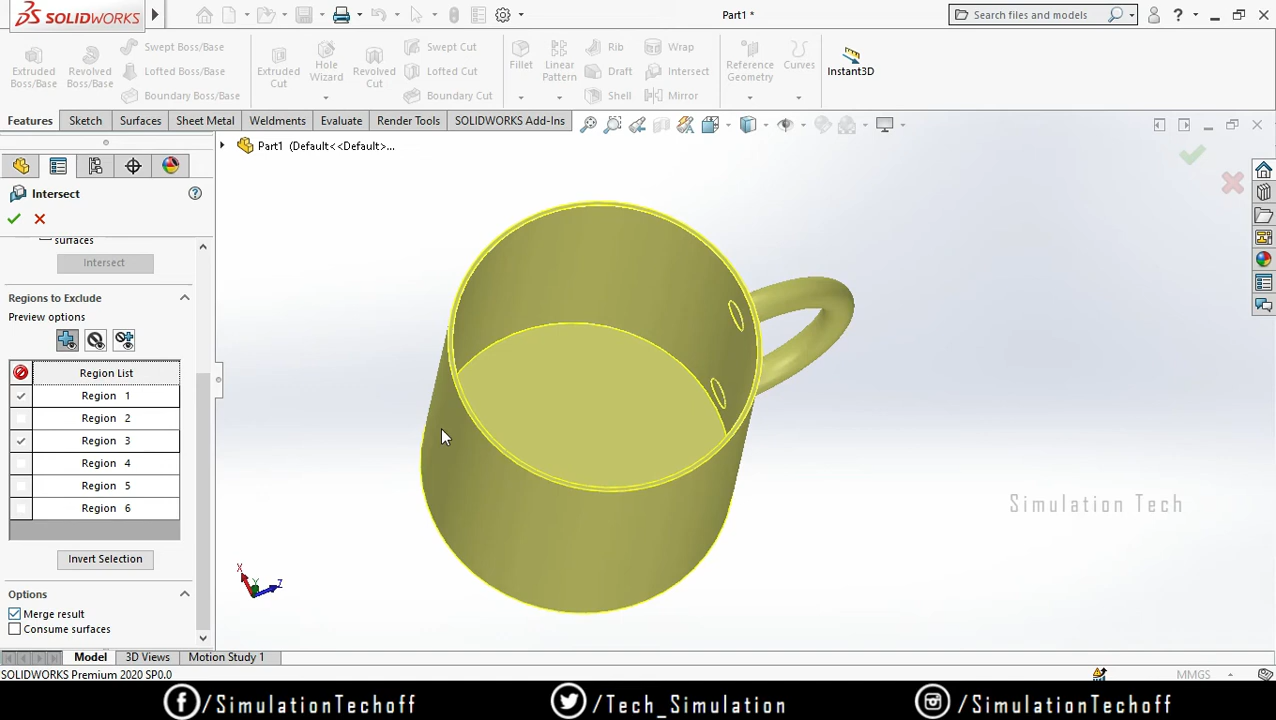 SOLIDWORKS
Part1 *
Search files and models
?
Extruded Boss/Base
Revolved Boss/Base
Swept Boss/Base
Lofted Boss/Base
Boundary Boss/Base
Extruded Cut
Hole Wizard
Revolved Cut
Swept Cut
Lofted Cut
Boundary Cut
Fillet
Linear Pattern
Rib
Draft
Shell
Wrap
Intersect
Mirror
Reference Geometry
Curves
Instant3D
Features Sketch Surfaces Sheet Metal Weldments Evaluate Render Tools SOLIDWORKS Add-Ins
Part1 (Default<<Default>...
Intersect
?
surfaces
Intersect
Regions to Exclude
Preview options
Region List
Region 1
Region 2
Region 3
Region 4
Region 5
Region 6
Invert Selection
Options
Merge result
Consume surfaces
X
Y
Z
Simulation Tech
Model 3D Views Motion Study 1
SOLIDWORKS Premium 2020 SP0.0
MMGS
/SimulationTechoff /Tech_Simulation /SimulationTechoff